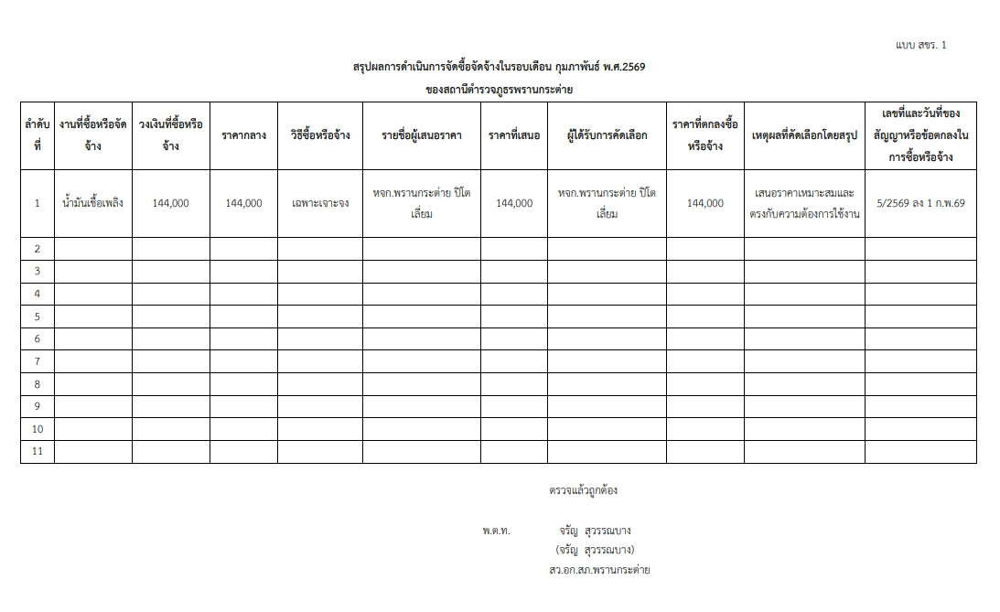 แบบ สขร. 1
สรุปผลการดำเนินการจัดซื้อจัดจ้างในรอบเดือน กุมภาพันธ์ พ.ศ.2569
ของสถานีตำรวจภูธรพรานกระต่าย
ลำดับ
ที่
งานที่ซื้อหรือจัด
จ้าง
วงเงินที่ซื้อหรือ
จ้าง
ราคากลาง
วิธีซื้อหรือจ้าง
รายชื่อผู้เสนอราคา
ราคาที่เสนอ
ผู้ได้รับการคัดเลือก
ราคาที่ตกลงซื้อ
หรือจ้าง
เหตุผลที่คัดเลือกโดยสรุป
เลขที่และวันที่ของ
สัญญาหรือข้อตกลงใน
การซื้อหรือจ้าง
1
น้ำมันเชื้อเพลิง
144,000
144,000
เฉพาะเจาะจง
หจก.พรานกระต่าย ปิโต
เลี่ยม
144,000
หจก.พรานกระต่าย ปิโต
เลี่ยม
144,000
เสนอราคาเหมาะสมและ
ตรงกับความต้องการใช้งาน
5/2569 ลง 1 ก.พ.69
2
3
4
5
6
7
8
9
10
11
ตรวจแล้วถูกต้อง
พ.ต.ท. จรัญ สุวรรณบาง
(จรัญ สุวรรณบาง)
สว.อก.สภ.พรานกระต่าย